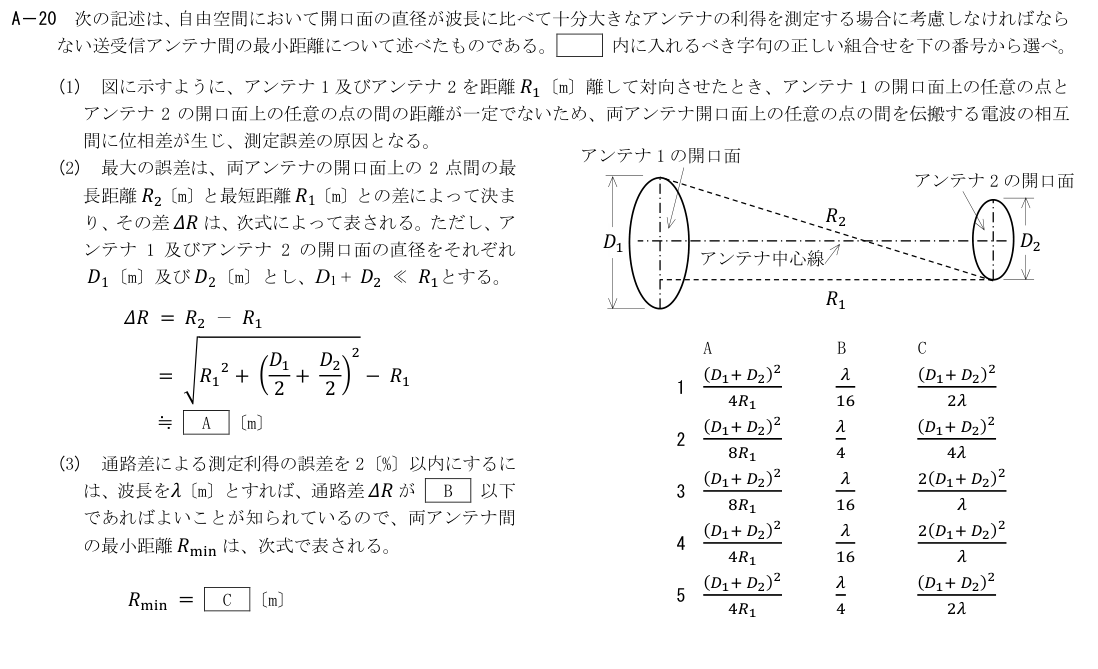 A－20 次の記述は、自由空間において開口面の直径が波長に比べて十分大きなアンテナの利得を測定する場合に考慮しなければなら
ない送受信アンテナ間の最小距離について述べたものである。 内に入れるべき字句の正しい組合せを下の番号から選べ。
(1) 図に示すように、アンテナ 1 及びアンテナ 2 を距離 R₁〔m〕離して対向させたとき、アンテナ 1 の開口面上の任意の点と
アンテナ 2 の開口面上の任意の点の間の距離が一定でないため、両アンテナ開口面上の任意の点の間を伝搬する電波の相互
間に位相差が生じ、測定誤差の原因となる。
(2) 最大の誤差は、両アンテナの開口面上の 2 点間の最
長距離 R₂〔m〕と最短距離 R₁〔m〕との差によって決ま
り、その差 ΔR は、次式によって表される。ただし、ア
ンテナ 1 及びアンテナ 2 の開口面の直径をそれぞれ
D₁〔m〕及び D₂〔m〕とし、D₁+ D₂ ≪ R₁とする。
ΔR = R₂ － R₁
= √(R₁² + (D₁/2 + D₂/2)²) － R₁
≒ A 〔m〕
(3) 通路差による測定利得の誤差を 2〔%〕以内にするに
は、波長をλ〔m〕とすれば、通路差 ΔR が B 以下
であればよいことが知られているので、両アンテナ間
の最小距離 Rmin は、次式で表される。
Rmin = C 〔m〕
アンテナ 1 の開口面
アンテナ 2 の開口面
R₂
D₁
D₂
アンテナ中心線
R₁
A B C
1 (D₁+ D₂)²/4R₁ λ/16 (D₁+ D₂)²/2λ
2 (D₁+ D₂)²/8R₁ λ/4 (D₁+ D₂)²/4λ
3 (D₁+ D₂)²/8R₁ λ/16 2(D₁+ D₂)²/λ
4 (D₁+ D₂)²/4R₁ λ/16 2(D₁+ D₂)²/λ
5 (D₁+ D₂)²/4R₁ λ/4 (D₁+ D₂)²/2λ